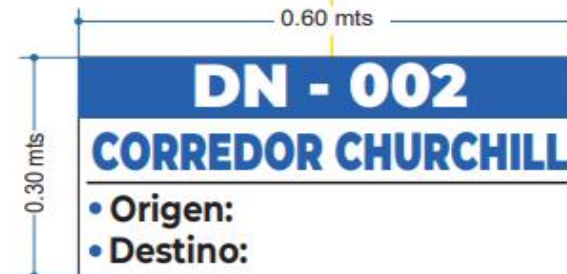 0.60 mts
DN - 002
0.30 mts
CORREDOR CHURCHILL
• Origen:
• Destino: